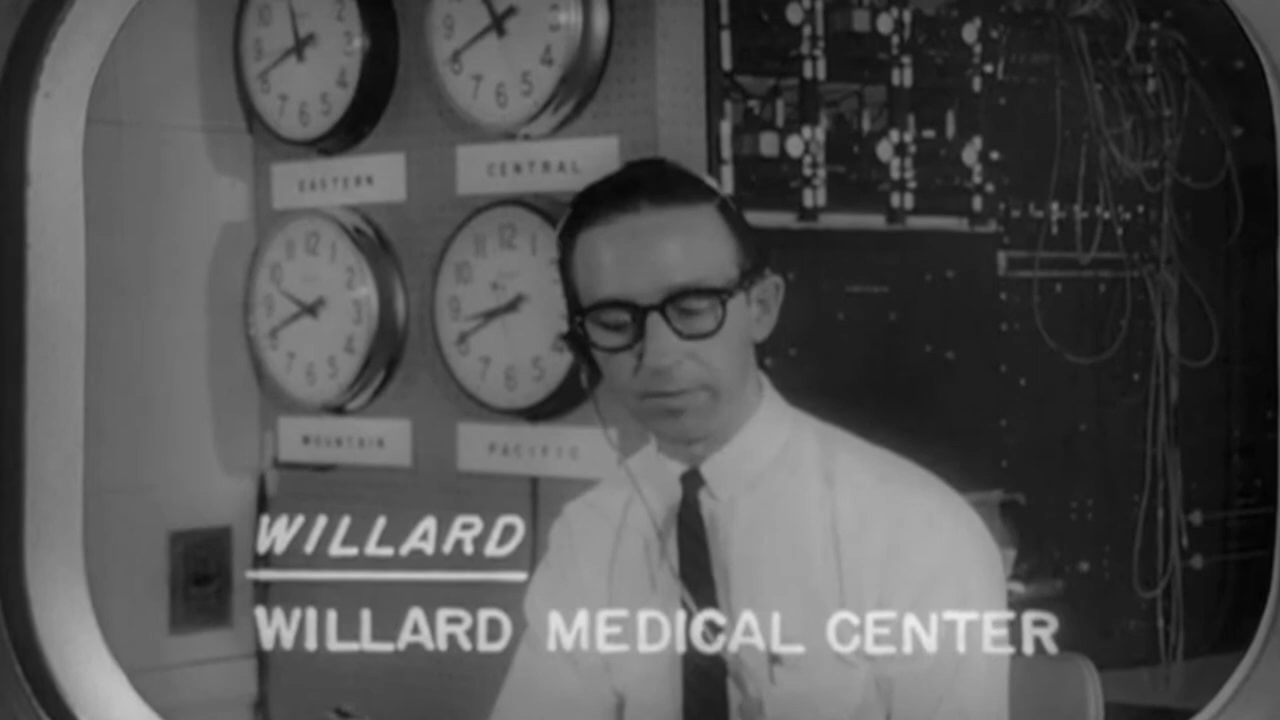 EASTERN
CENTRAL
MOUNTAIN
PACIFIC
WILLARD
WILLARD MEDICAL CENTER